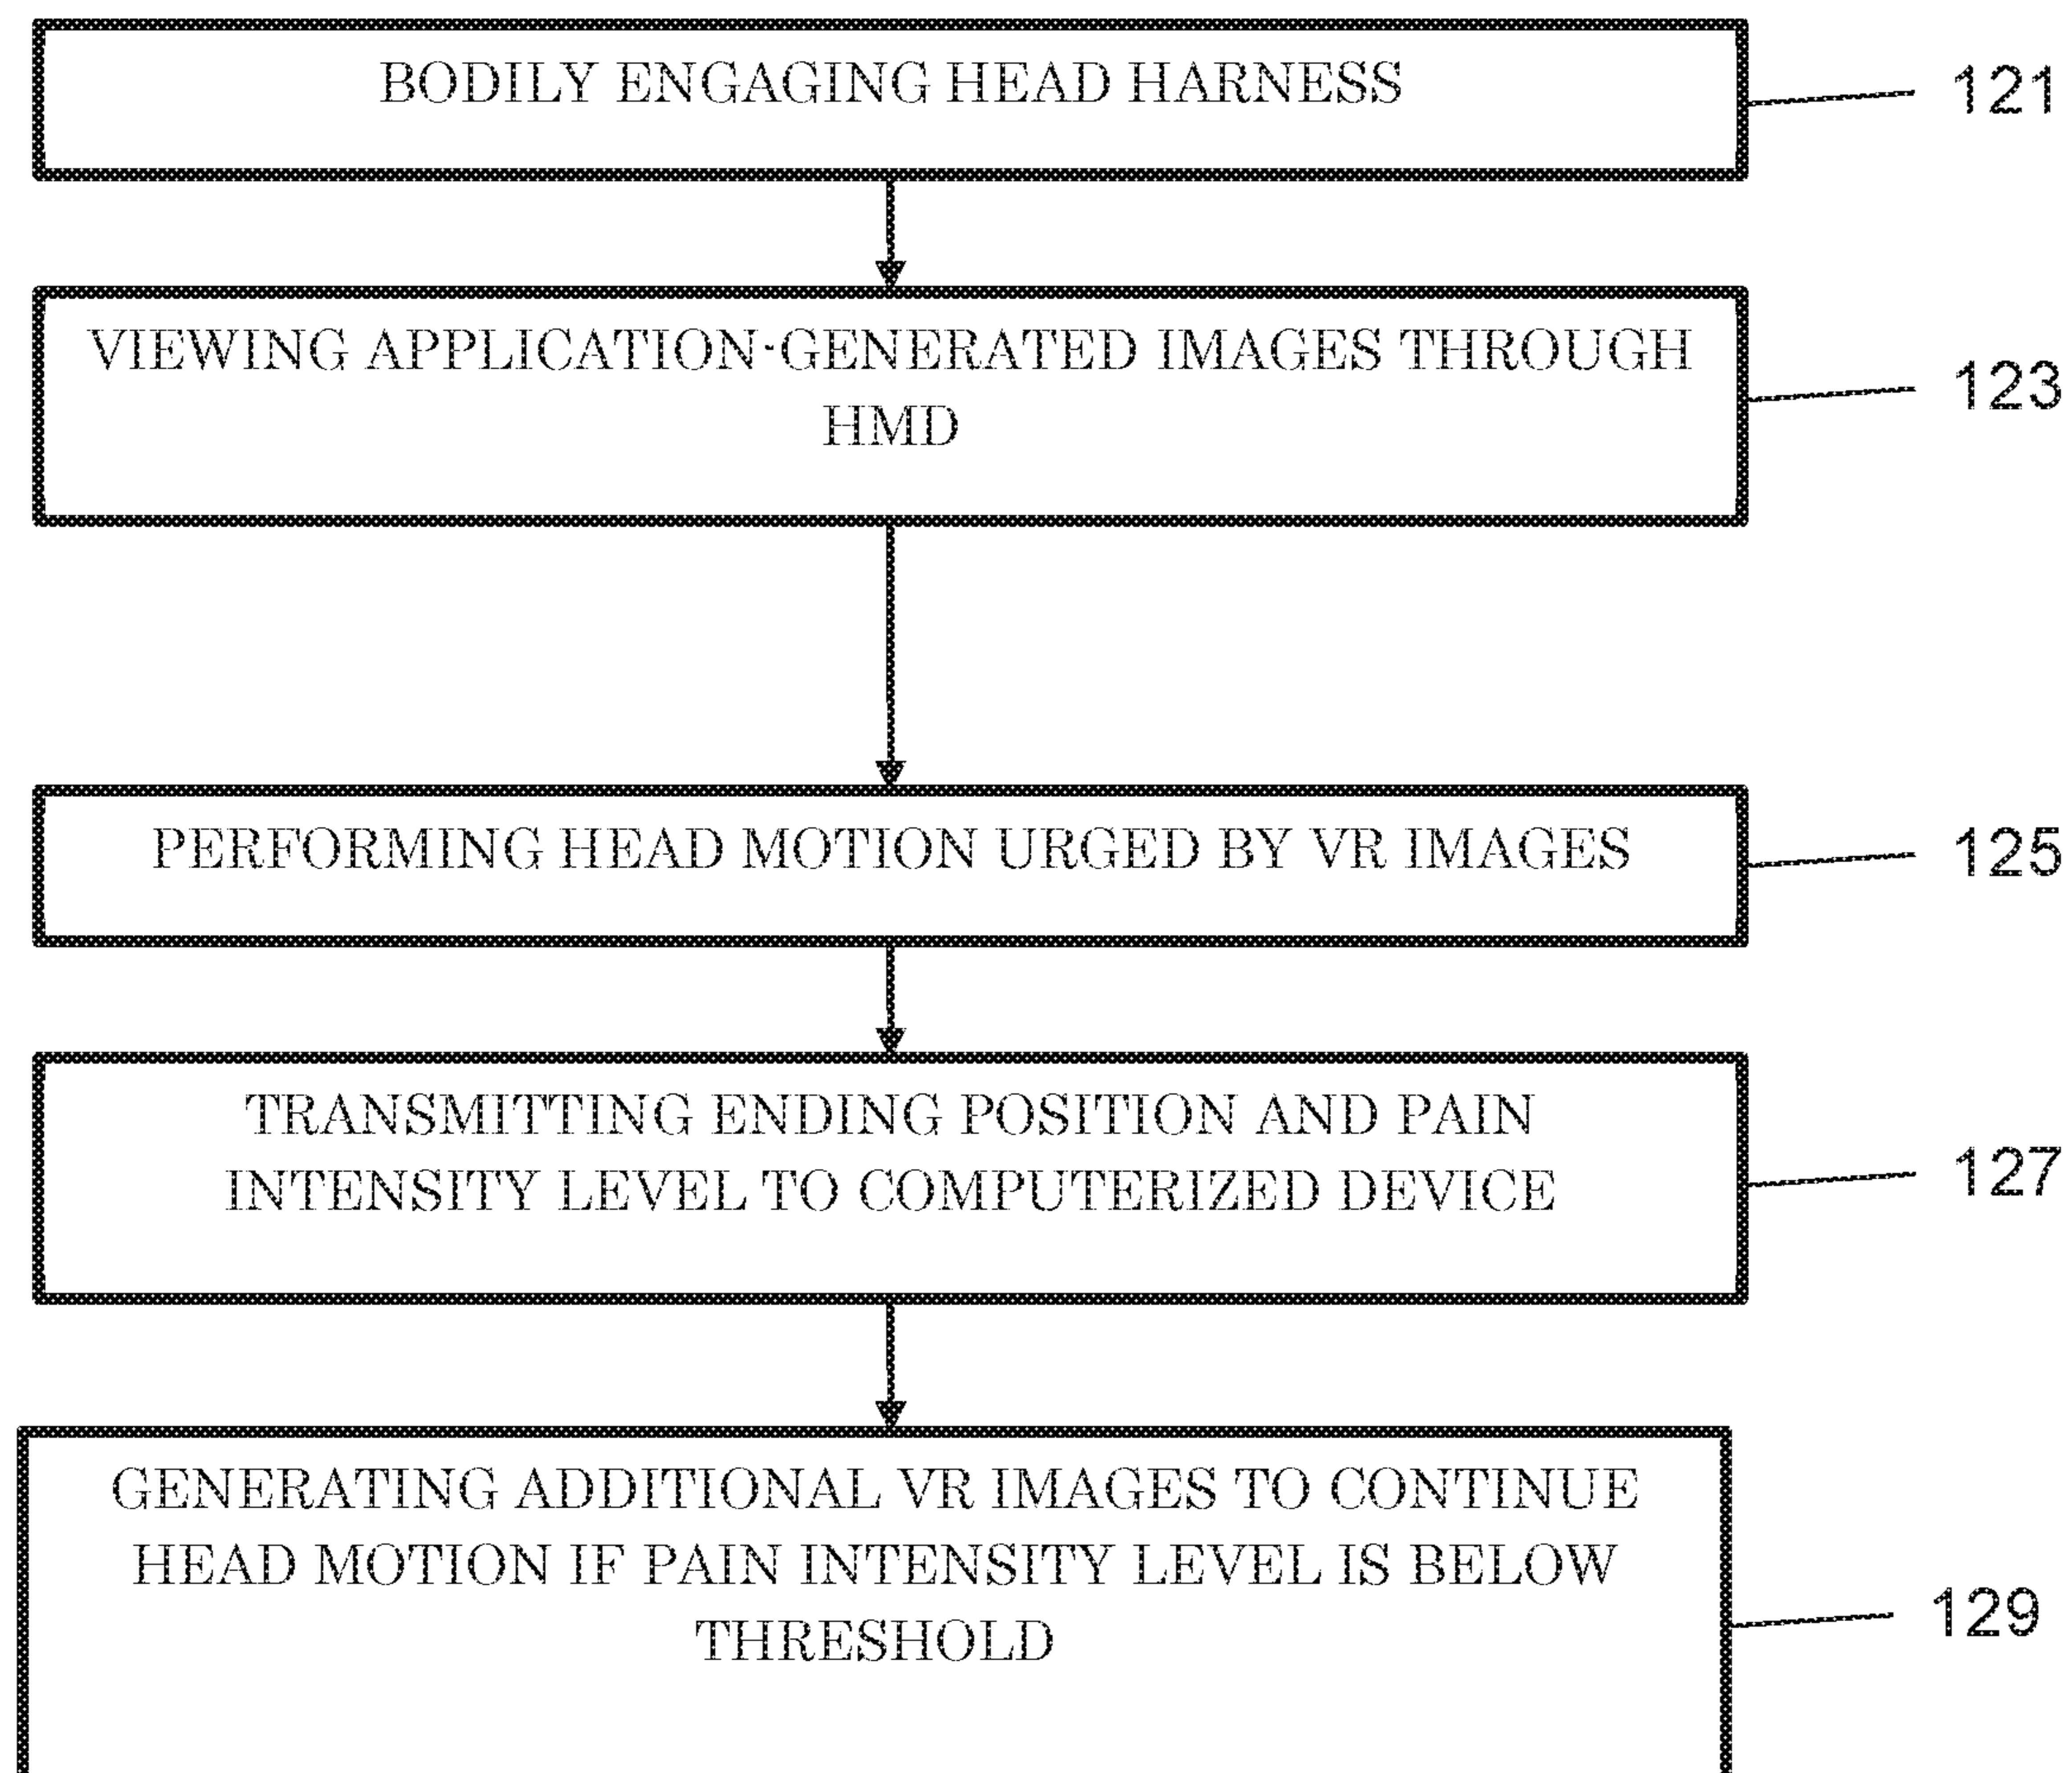 BODILY ENGAGING HEAD HARNESS
121
VIEWING APPLICATION-GENERATED IMAGES THROUGH
HMD
123
PERFORMING HEAD MOTION URGED BY VR IMAGES
125
TRANSMITTING ENDING POSITION AND PAIN
INTENSITY LEVEL TO COMPUTERIZED DEVICE
127
GENERATING ADDITIONAL VR IMAGES TO CONTINUE
HEAD MOTION IF PAIN INTENSITY LEVEL IS BELOW
THRESHOLD
129